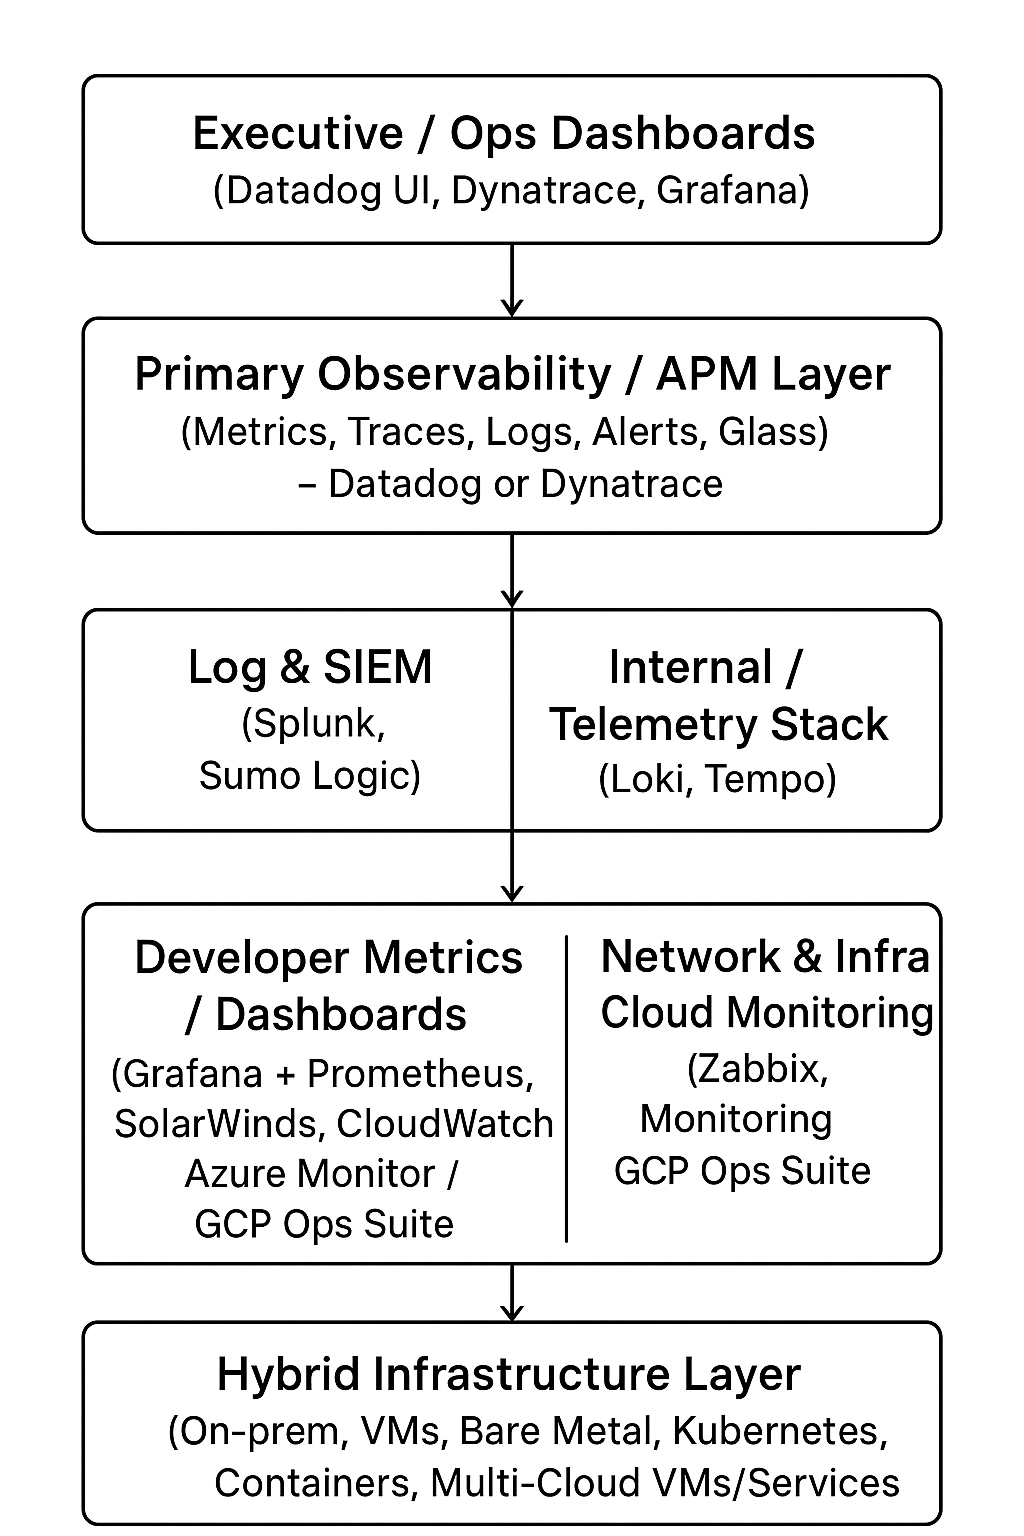 Executive / Ops Dashboards
(Datadog UI, Dynatrace, Grafana)
Primary Observability / APM Layer
(Metrics, Traces, Logs, Alerts, Glass)
– Datadog or Dynatrace
Log & SIEM
(Splunk,
Sumo Logic)
Internal /
Telemetry Stack
(Loki, Tempo)
Developer Metrics
/ Dashboards
(Grafana + Prometheus,
SolarWinds, CloudWatch
Azure Monitor /
GCP Ops Suite
Network & Infra
Cloud Monitoring
(Zabbix,
Monitoring
GCP Ops Suite
Hybrid Infrastructure Layer
(On-prem, VMs, Bare Metal, Kubernetes,
Containers, Multi-Cloud VMs/Services